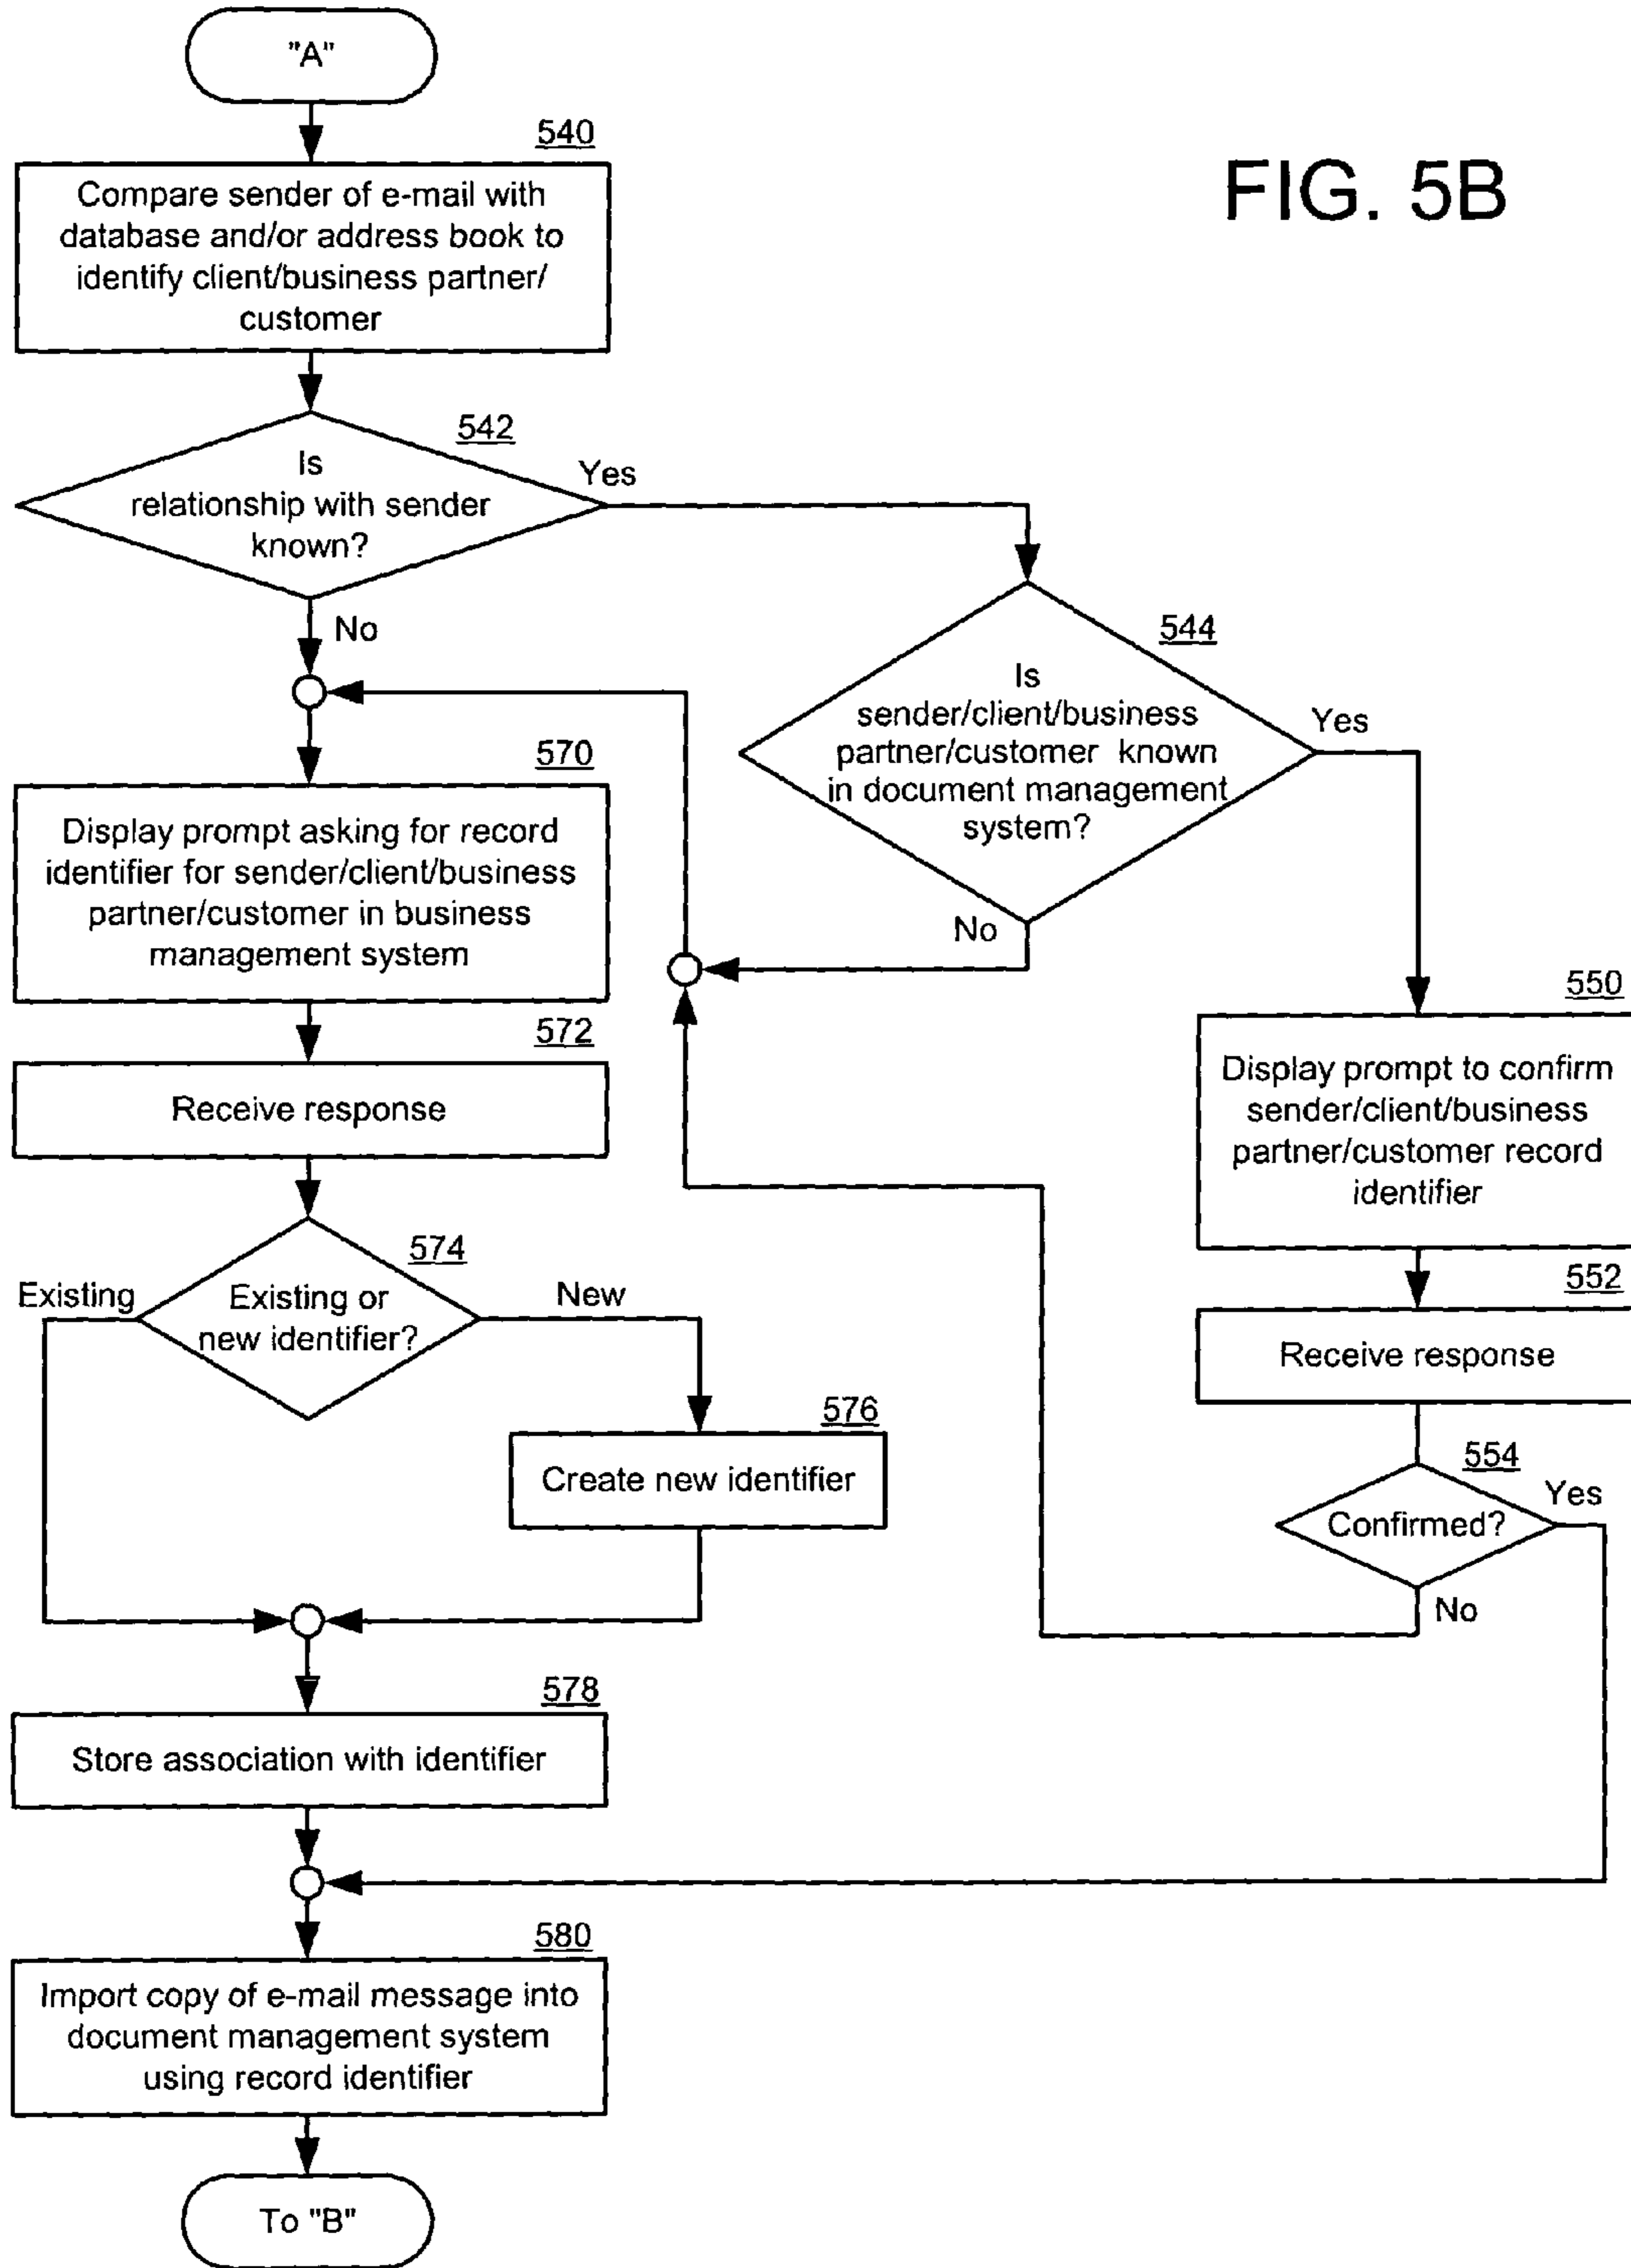 "A"
FIG. 5B
540
Compare sender of e-mail with
database and/or address book to
identify client/business partner/
customer
542
Is
relationship with sender
known?
Yes
No
544
Is
sender/client/business
partner/customer known
in document management
system?
Yes
No
570
Display prompt asking for record
identifier for sender/client/business
partner/customer in business
management system
572
Receive response
550
Display prompt to confirm
sender/client/business
partner/customer record
identifier
552
Receive response
574
Existing or
new identifier?
Existing
New
576
Create new identifier
554
Confirmed?
Yes
No
578
Store association with identifier
580
Import copy of e-mail message into
document management system
using record identifier
To "B"